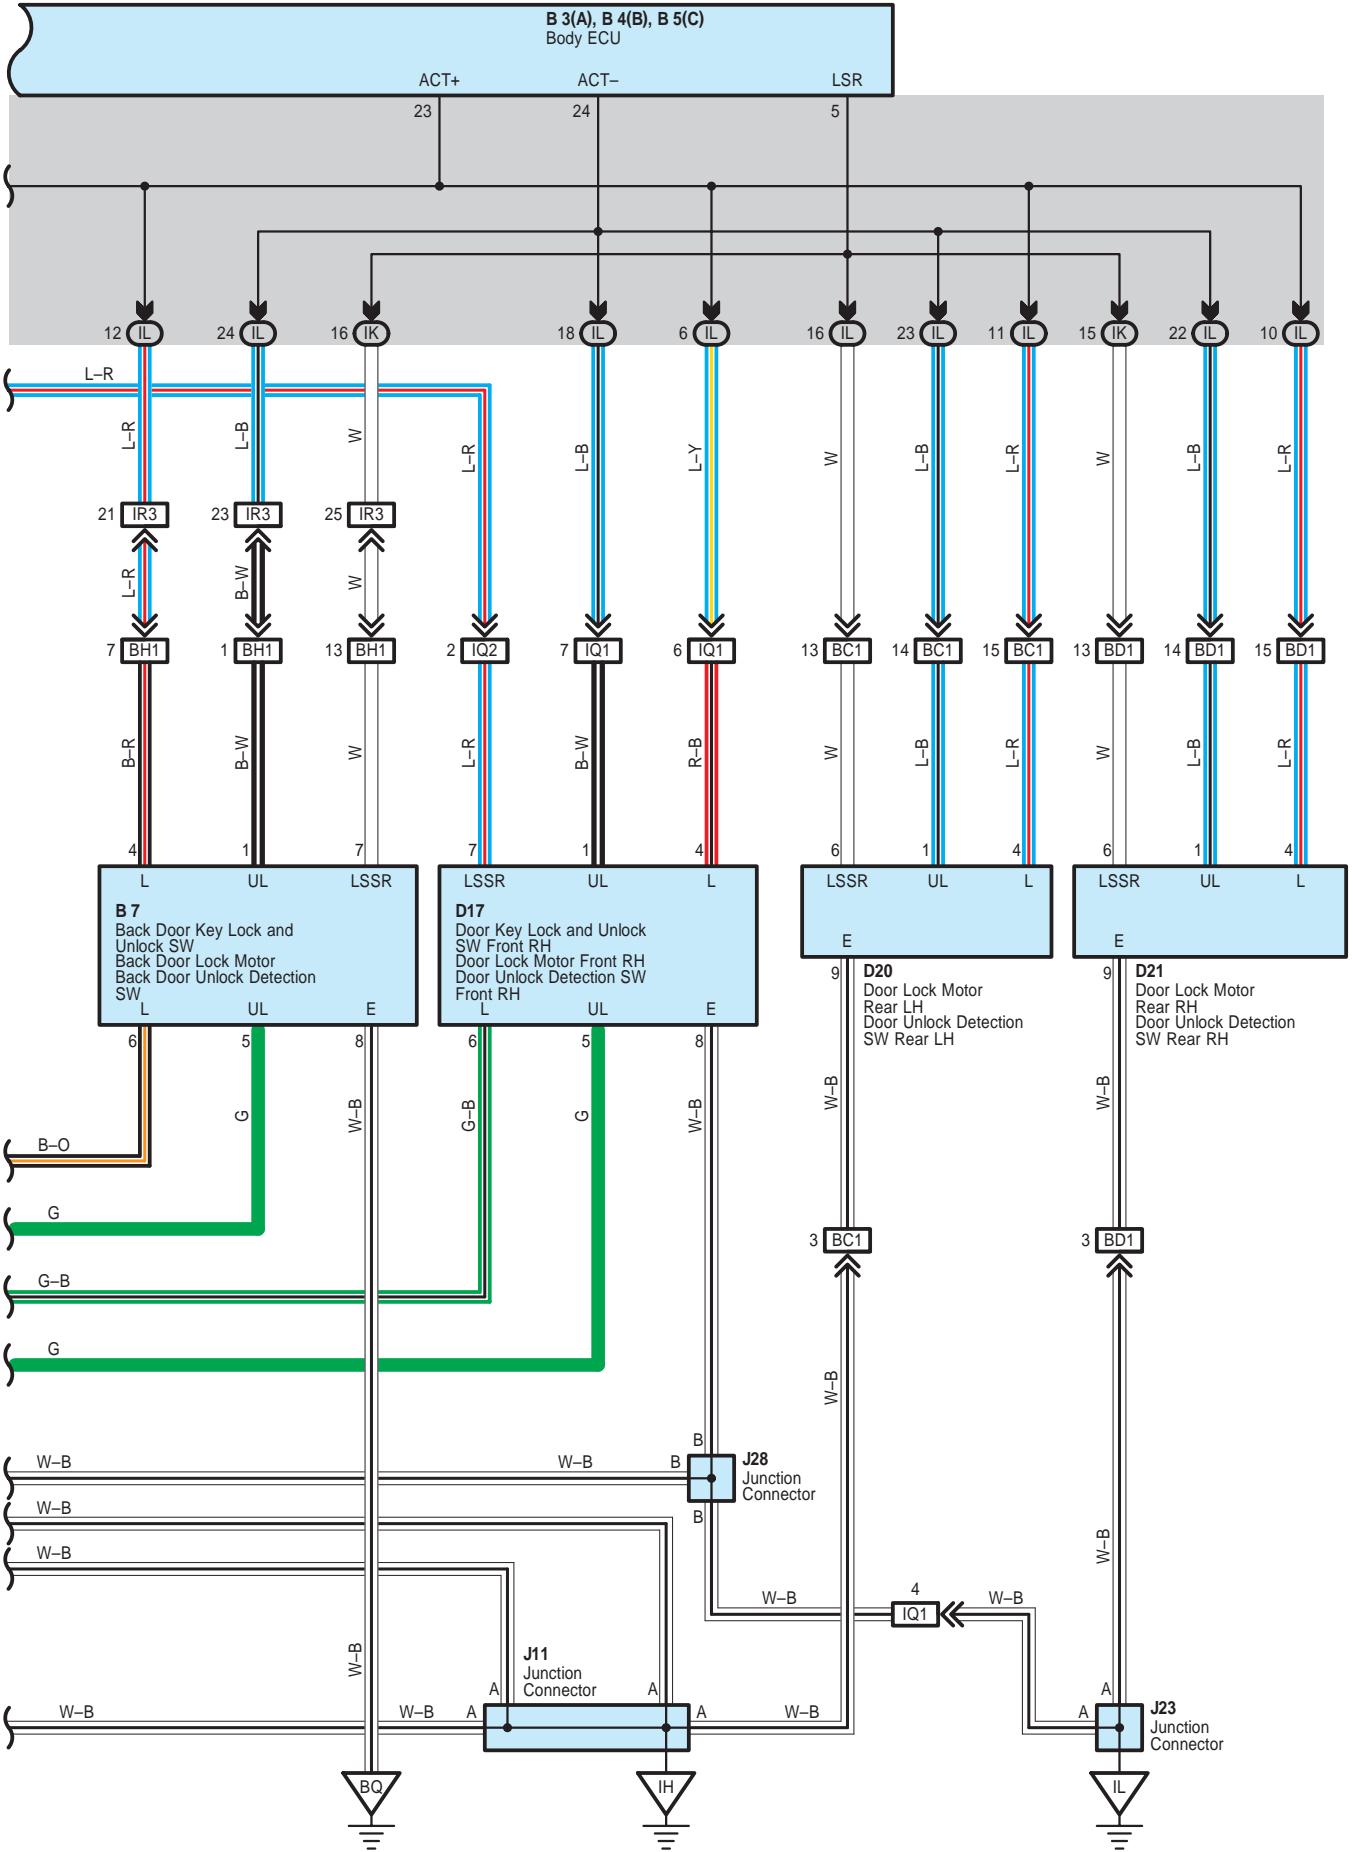 B 3(A), B 4(B), B 5(C)
Body ECU
ACT+ ACT– LSR
23 24 5
12 IL 24 IL 16 IK 18 IL 6 IL 16 IL 23 IL 11 IL 15 IK 22 IL 10 IL
L–R
L–R L–B W L–R L–B L–Y W L–B L–R W L–B L–R
21 IR3 23 IR3 25 IR3
L–R B–W W
7 BH1 1 BH1 13 BH1 2 IQ2 7 IQ1 6 IQ1 13 BC1 14 BC1 15 BC1 13 BD1 14 BD1 15 BD1
B–R B–W W L–R B–W R–B W L–B L–R W L–B L–R
4 1 7 7 1 4 6 1 4 6 1 4
L UL LSSR LSSR UL L LSSR UL L LSSR UL L
B 7
Back Door Key Lock and
Unlock SW
Back Door Lock Motor
Back Door Unlock Detection
SW
L UL E
D17
Door Key Lock and Unlock
SW Front RH
Door Lock Motor Front RH
Door Unlock Detection SW
Front RH
L UL E
E
9
D20
Door Lock Motor
Rear LH
Door Unlock Detection
SW Rear LH
E
9
D21
Door Lock Motor
Rear RH
Door Unlock Detection
SW Rear RH
6 5 8 6 5 8
G W–B G–B G W–B W–B W–B
B–O
G
3 BC1 3 BD1
G–B
G
W–B
B
W–B W–B B
J28
Junction
Connector
W–B
B
W–B
W–B
W–B 4 W–B
IQ1
W–B
J11
Junction
Connector
A A A
W–B W–B A A W–B A
J23
Junction
Connector
BQ IH IL